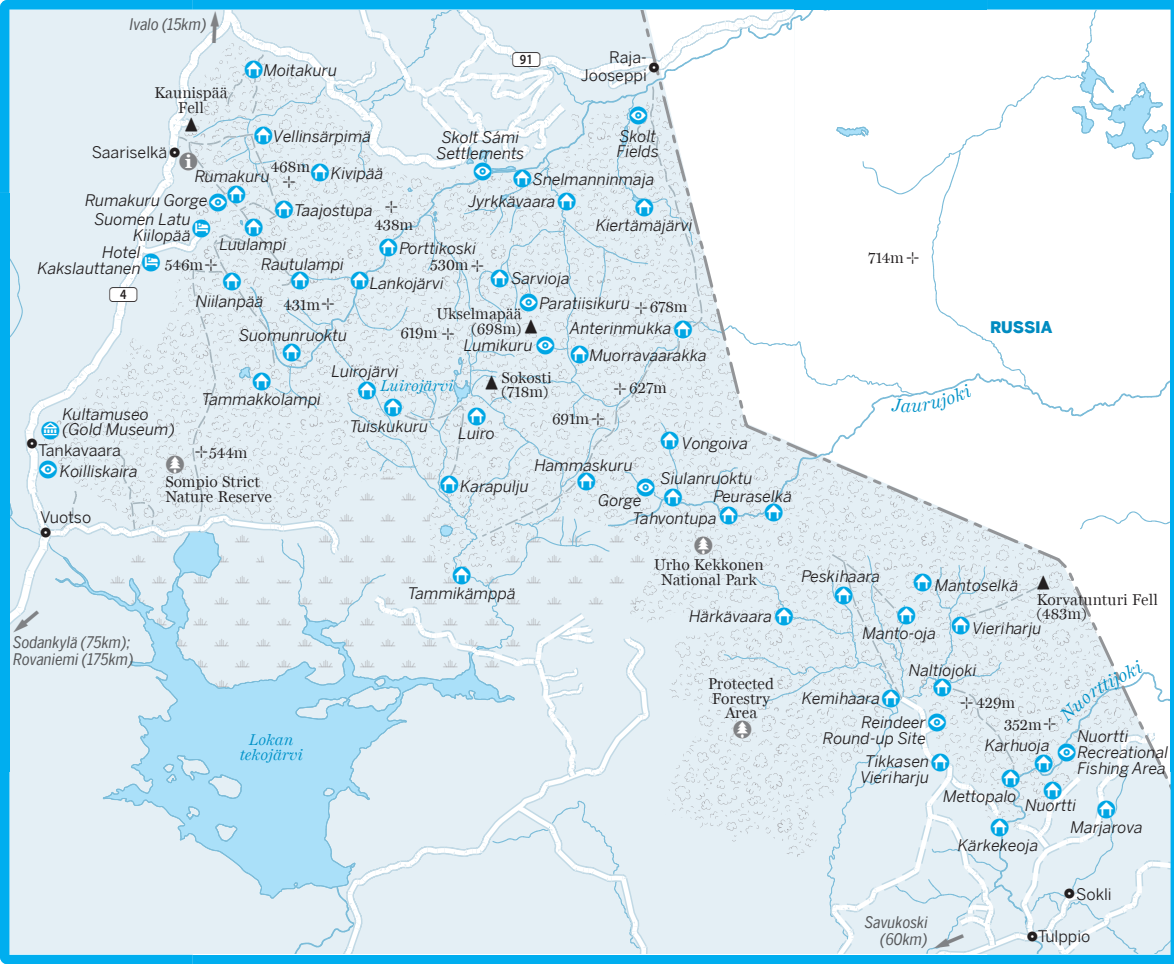 Ivalo (15km)
91
Raja-
Jooseppi
Moitakuru
Kaunispää
Fell
Vellinsärpimä
Skolt Sámi
Settlements
Skolt
Fields
Saariselkä
i
468m
Kivipää
Snelmanninmaja
Rumakuru
Rumakuru Gorge
Taajostupa
438m
Jyrkkävaara
Kiertämäjärvi
Suomen Latu
Kiilopää
Luulampi
Porttikoski
Hotel
Kakslauttanen
546m
Rautulampi
530m
714m
4
Niilanpää
431m
Lankojärvi
Sarvioja
Paratiisikuru
678m
Ukselmapää
(698m)
619m
Anterinmukka
RUSSIA
Suomunruoktu
Lumikuru
Muorravaarakka
Luirojärvi
Luirojärvi
Sokosti
(718m)
627m
Jaurujoki
Tammakkolampi
Tuiskukuru
Luiro
691m
Kultamuseo
(Gold Museum)
Tankavaara
Koilliskaira
544m
Vongoiva
Sompio Strict
Nature Reserve
Karapulju
Hammaskuru
Gorge
Siulanruoktu
Peuraselkä
Tahvontupa
Vuotso
Urho Kekkonen
National Park
Tammikämppä
Peskihaara
Mantoselkä
Korvatunturi Fell
(483m)
Härkävaara
Manto-oja
Vieriharju
Sodankylä (75km);
Rovaniemi (175km)
Naltiojoki
Nuorttijoki
Protected
Forestry
Area
Kemihaara
429m
352m
Reindeer
Round-up Site
Lokan
tekojärvi
Karhuoja
Nuortti
Recreational
Fishing Area
Tikkasen
Vieriharju
Mettopalo
Nuortti
Marjarova
Kärkekeoja
Sokli
Savukoski
(60km)
Tulppio